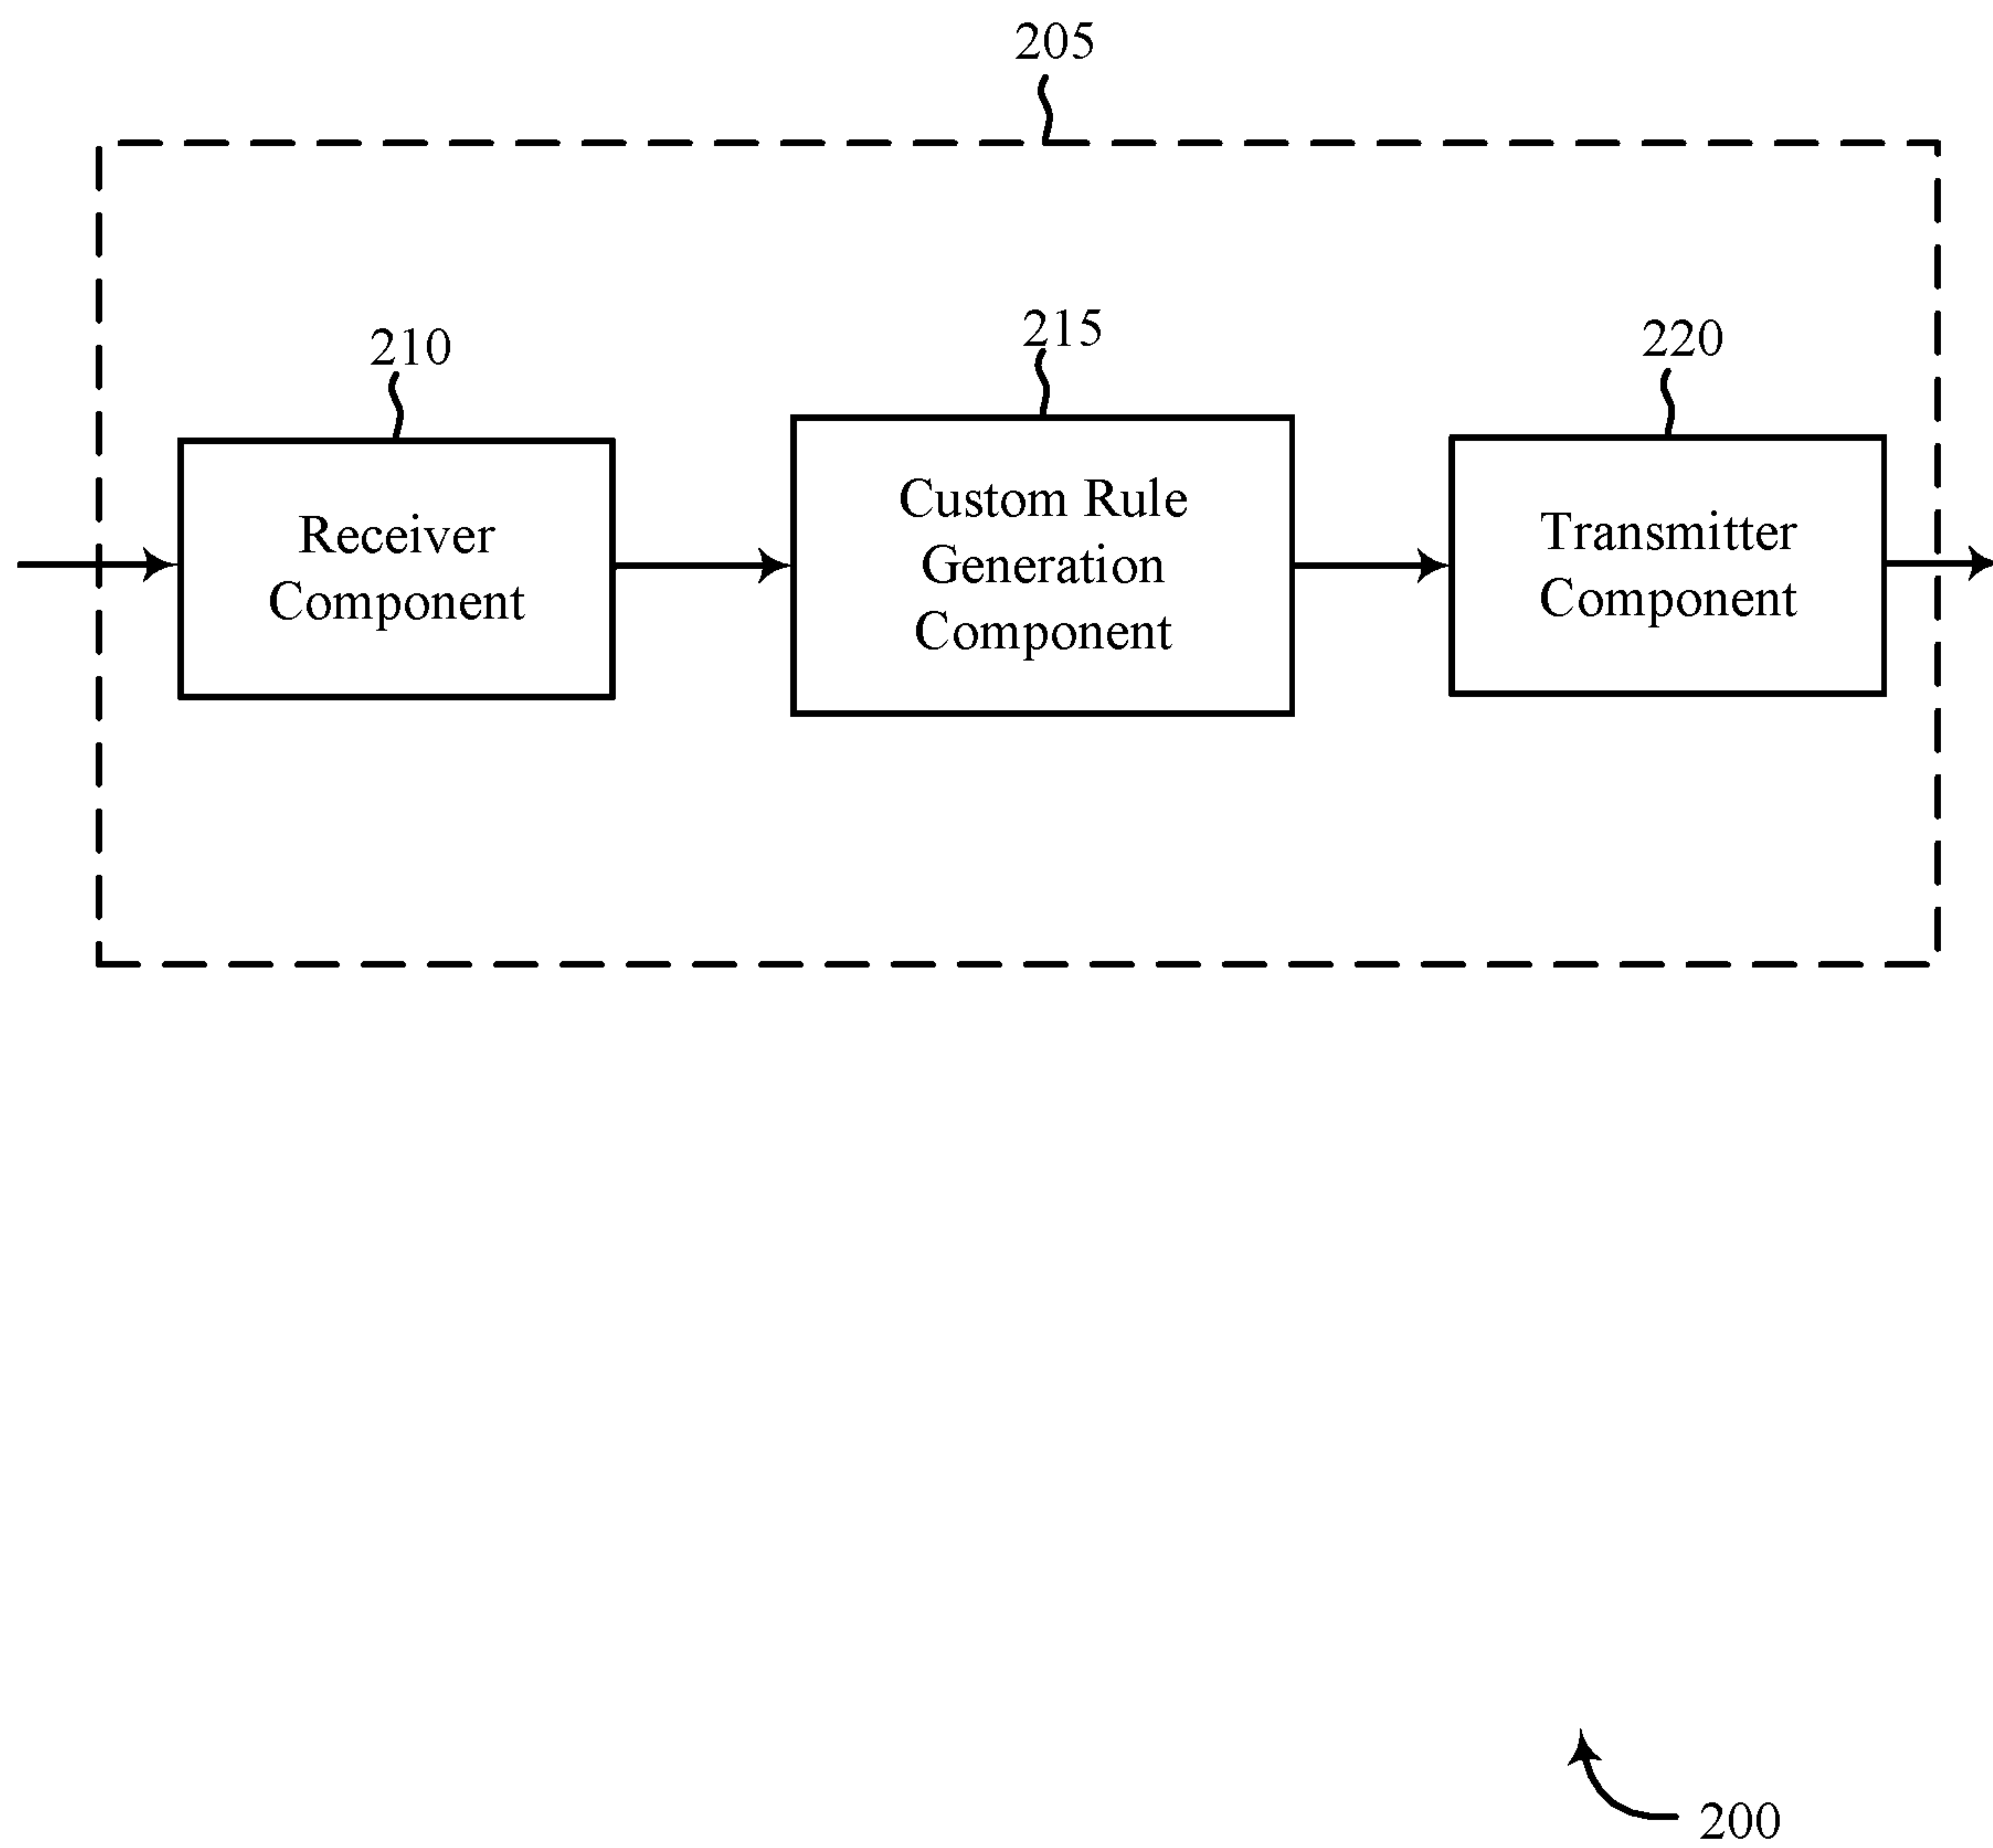 205
210
215
220
Receiver
Component
Custom Rule
Generation
Component
Transmitter
Component
200